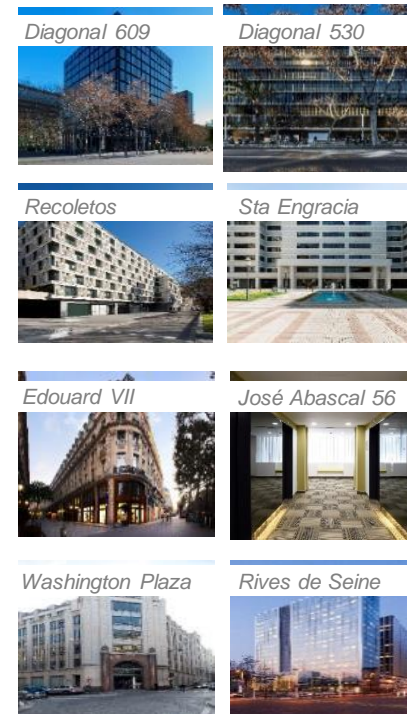 Diagonal 609
Diagonal 530
Recoletos
Sta Engracia
Edouard VII
José Abascal 56
Washington Plaza
Rives de Seine